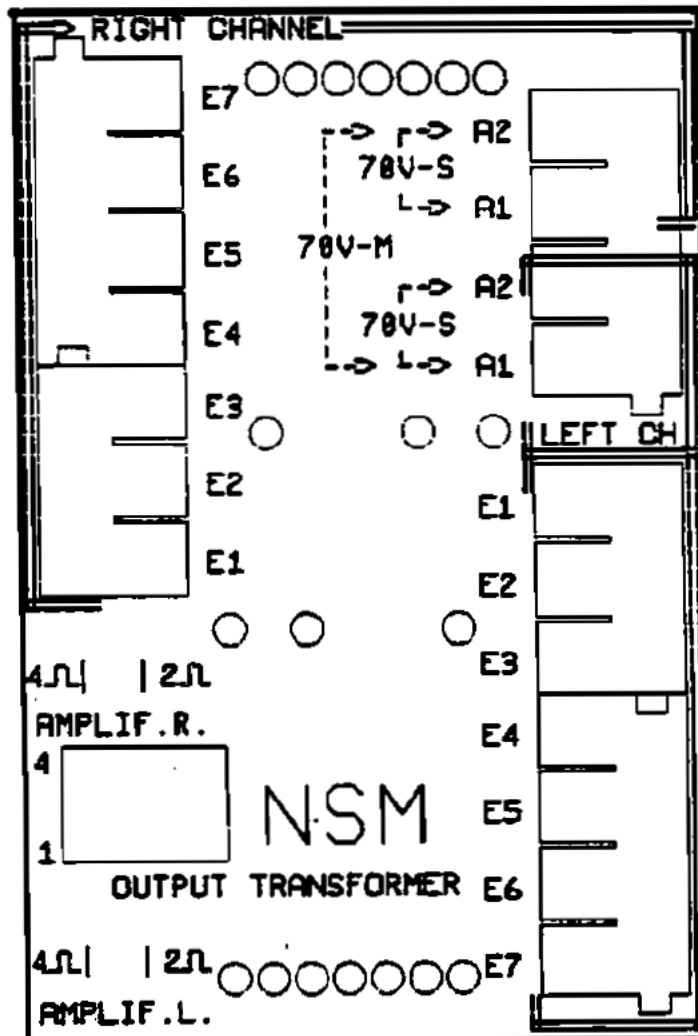 RIGHT CHANNEL
E7
A2
70V-S
E6
A1
E5
70V-M
A2
70V-S
E4
A1
E3
LEFT CH
E2
E1
E1
E2
E3
4Ω 2Ω
AMPLIF.R.
E4
4
NSM
E5
1
OUTPUT TRANSFORMER
E6
4Ω 2Ω
E7
AMPLIF.L.